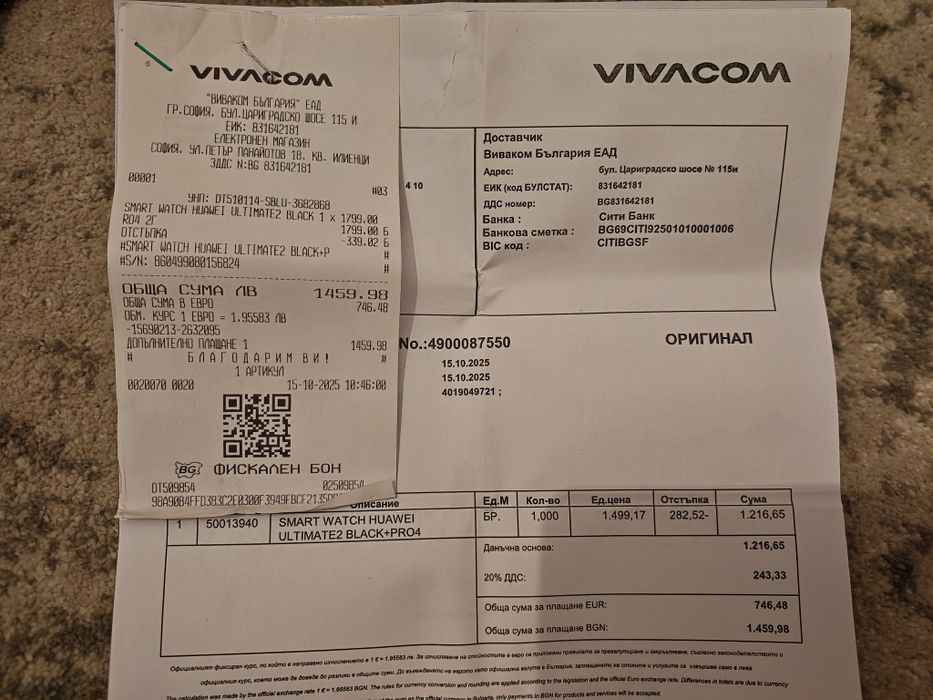 VIVACOM
"ВИВАКОМ БЪЛГАРИЯ" ЕАД
ГР.СОФИЯ, БУЛ.ЦАРИГРАДСКО ШОСЕ 115 И
ЕИК: 831642181
ЕЛЕКТРОНЕН МАГАЗИН
СОФИЯ, УЛ.ПЕТЪР ПАНАЙОТОВ 18, КВ. ИЛИЕНЦИ
ЗДДС N:BG 831642181
00001 #03
УНП: DT510114-SBLU-3682868
SMART WATCH HUAWEI ULTIMATE2 BLACK 1 x 1799.00
RO4 2Г 1799.00 Б
ОТСТЪПКА -339.02 Б
#SMART WATCH HUAWEI ULTIMATE2 BLACK+P #
#S/N: 860499080156824 #
ОБЩА СУМА ЛВ 1459.98
ОБЩА СУМА В ЕВРО 746.48
ОБМ. КУРС 1 ЕВРО = 1.95583 ЛВ
-15690213-2632095
ДОПЪЛНИТЕЛНО ПЛАЩАНЕ 1 1459.98
# БЛАГОДАРИМ ВИ! #
1 АРТИКУЛ
0020070 0020 15-10-2025 10:46:00
BG ФИСКАЛЕН БОН
DT509854 02509854
VIVACOM
4 10
Доставчик
Виваком България ЕАД
Адрес: бул. Цариградско шосе № 115и
ЕИК (код БУЛСТАТ): 831642181
ДДС номер: BG831642181
Банка : Сити Банк
Банкова сметка : BG69CITI92501010001006
BIC код : CITIBGSF
No.:4900087550 ОРИГИНАЛ
15.10.2025
15.10.2025
4019049721 ;
Описание Ед.М Кол-во Ед.цена Отстъпка Сума
1 50013940 SMART WATCH HUAWEI БР. 1,000 1.499,17 282,52- 1.216,65
ULTIMATE2 BLACK+PRO4
Данъчна основа: 1.216,65
20% ДДС: 243,33
Обща сума за плащане EUR: 746,48
Обща сума за плащане BGN: 1.459,98